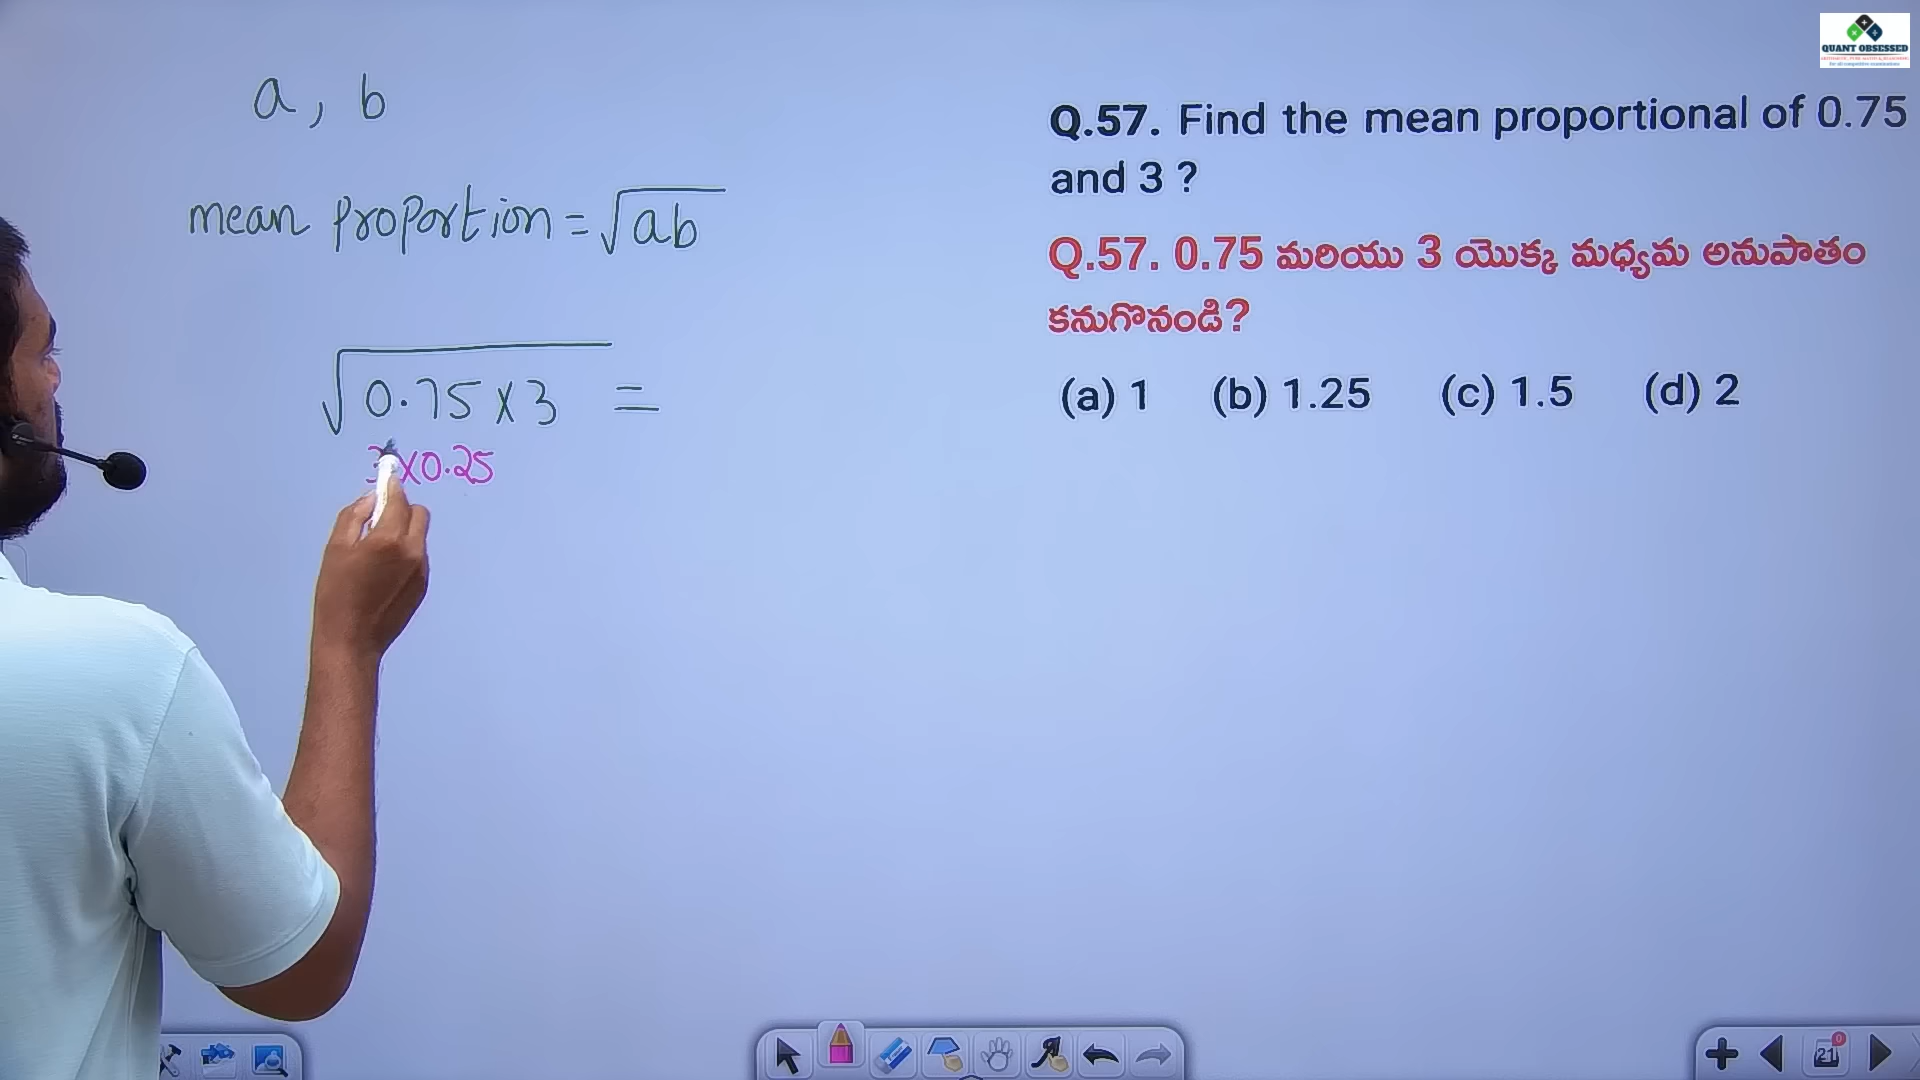 QUANT OBSESSED
a, b
mean proportion = √ab
√0.75 x 3 =
3x0.25
Q.57. Find the mean proportional of 0.75
and 3 ?
Q.57. 0.75 మరియు 3 యొక్క మధ్యమ అనుపాతం
కనుగొనండి?
(a) 1 (b) 1.25 (c) 1.5 (d) 2
21